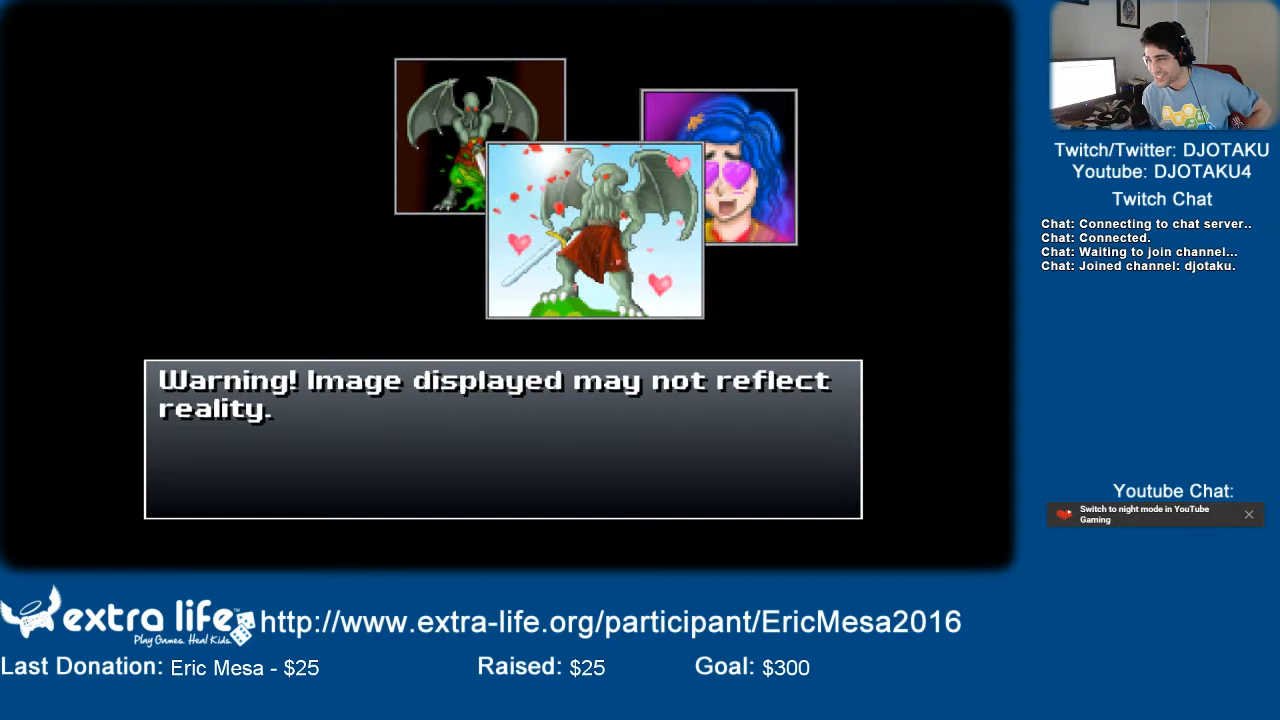 Warning! Image displayed may not reflect
reality.
Twitch/Twitter: DJOTAKU
Youtube: DJOTAKU4
Twitch Chat
Chat: Connecting to chat server..
Chat: Connected.
Chat: Waiting to join channel...
Chat: Joined channel: djotaku.
Youtube Chat:
Switch to night mode in YouTube
Gaming
extra life
Play Games. Heal Kids.
http://www.extra-life.org/participant/EricMesa2016
Last Donation: Eric Mesa - $25
Raised: $25
Goal: $300